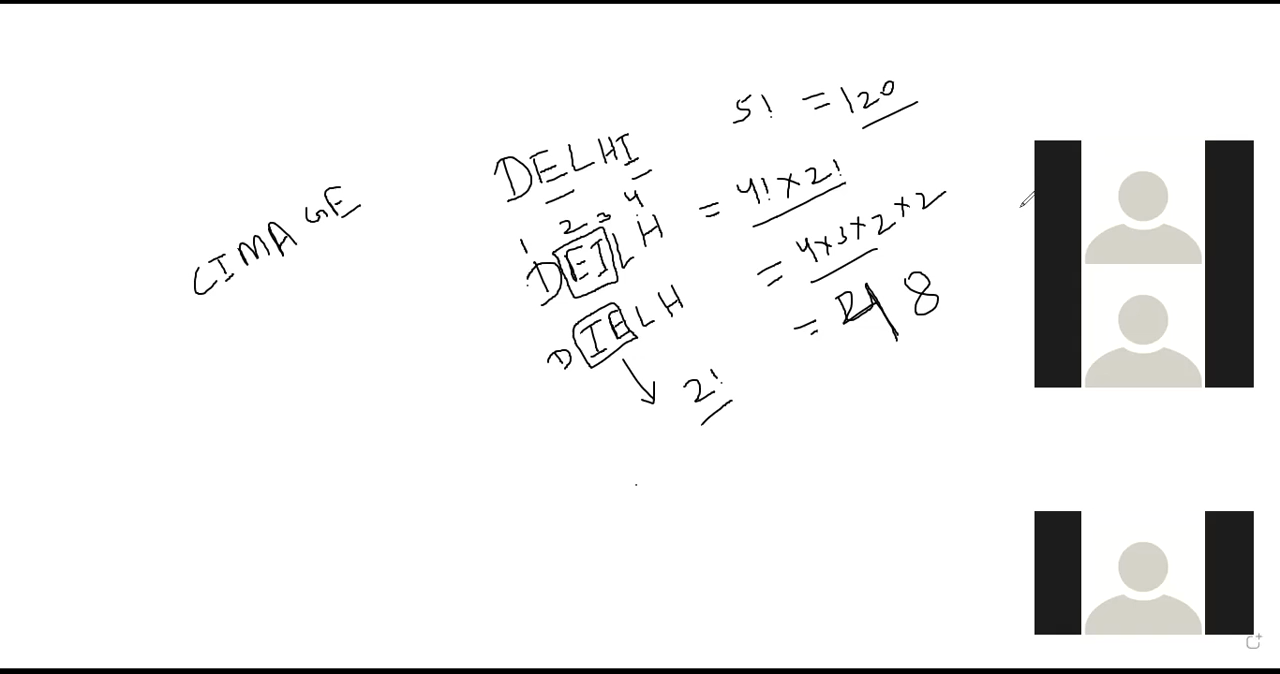 5! = 120
DELHI
= 4! × 2!
CIMAGE
1 2 3 4
DEILH
= 4×3×2×2
DIELH
= 48
2!